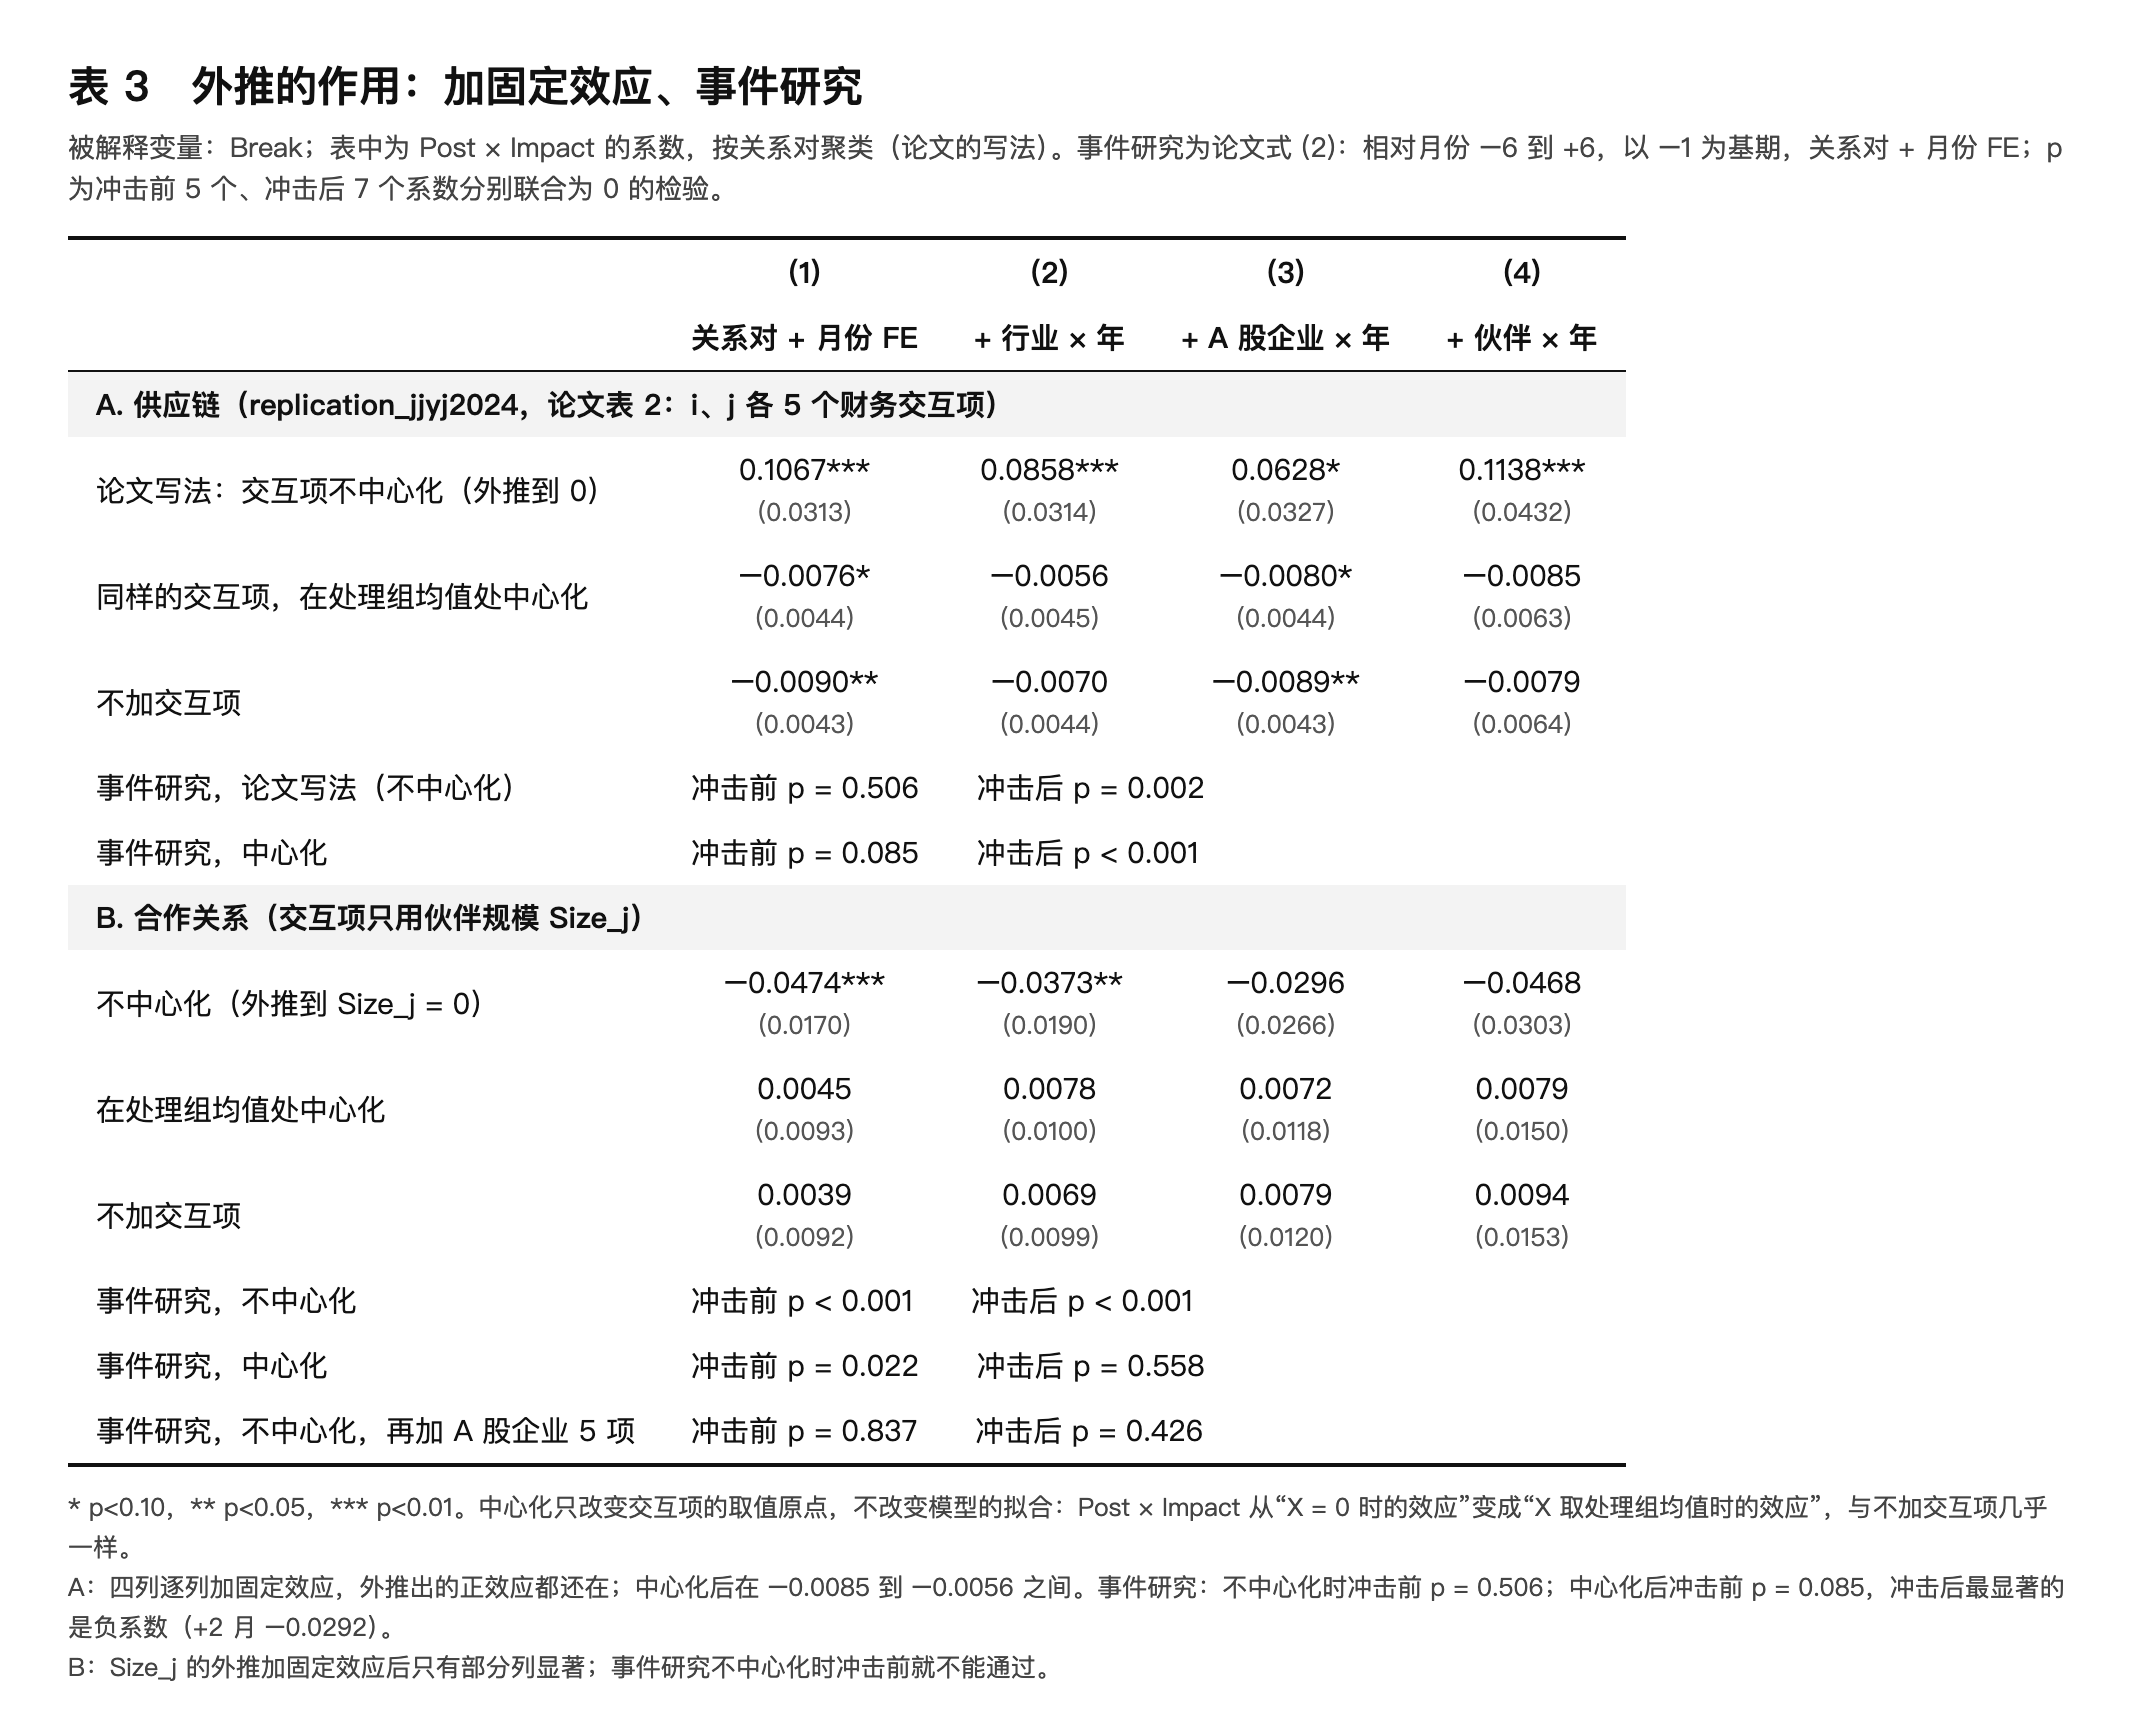 表 3　外推的作用：加固定效应、事件研究
被解释变量：Break；表中为 Post × Impact 的系数，按关系对聚类（论文的写法）。事件研究为论文式 (2)：相对月份 −6 到 +6，以 −1 为基期，关系对 + 月份 FE；p
为冲击前 5 个、冲击后 7 个系数分别联合为 0 的检验。
(1) (2) (3) (4)
关系对 + 月份 FE + 行业 × 年 + A 股企业 × 年 + 伙伴 × 年
A. 供应链（replication_jjyj2024，论文表 2：i、j 各 5 个财务交互项）
论文写法：交互项不中心化（外推到 0） 0.1067*** 0.0858*** 0.0628* 0.1138***
(0.0313) (0.0314) (0.0327) (0.0432)
同样的交互项，在处理组均值处中心化 −0.0076* −0.0056 −0.0080* −0.0085
(0.0044) (0.0045) (0.0044) (0.0063)
不加交互项 −0.0090** −0.0070 −0.0089** −0.0079
(0.0043) (0.0044) (0.0043) (0.0064)
事件研究，论文写法（不中心化） 冲击前 p = 0.506 冲击后 p = 0.002
事件研究，中心化 冲击前 p = 0.085 冲击后 p < 0.001
B. 合作关系（交互项只用伙伴规模 Size_j）
不中心化（外推到 Size_j = 0） −0.0474*** −0.0373** −0.0296 −0.0468
(0.0170) (0.0190) (0.0266) (0.0303)
在处理组均值处中心化 0.0045 0.0078 0.0072 0.0079
(0.0093) (0.0100) (0.0118) (0.0150)
不加交互项 0.0039 0.0069 0.0079 0.0094
(0.0092) (0.0099) (0.0120) (0.0153)
事件研究，不中心化 冲击前 p < 0.001 冲击后 p < 0.001
事件研究，中心化 冲击前 p = 0.022 冲击后 p = 0.558
事件研究，不中心化，再加 A 股企业 5 项 冲击前 p = 0.837 冲击后 p = 0.426
* p<0.10，** p<0.05，*** p<0.01。中心化只改变交互项的取值原点，不改变模型的拟合：Post × Impact 从“X = 0 时的效应”变成“X 取处理组均值时的效应”，与不加交互项几乎
一样。
A：四列逐列加固定效应，外推出的正效应都还在；中心化后在 −0.0085 到 −0.0056 之间。事件研究：不中心化时冲击前 p = 0.506；中心化后冲击前 p = 0.085，冲击后最显著的
是负系数（+2 月 −0.0292）。
B：Size_j 的外推加固定效应后只有部分列显著；事件研究不中心化时冲击前就不能通过。